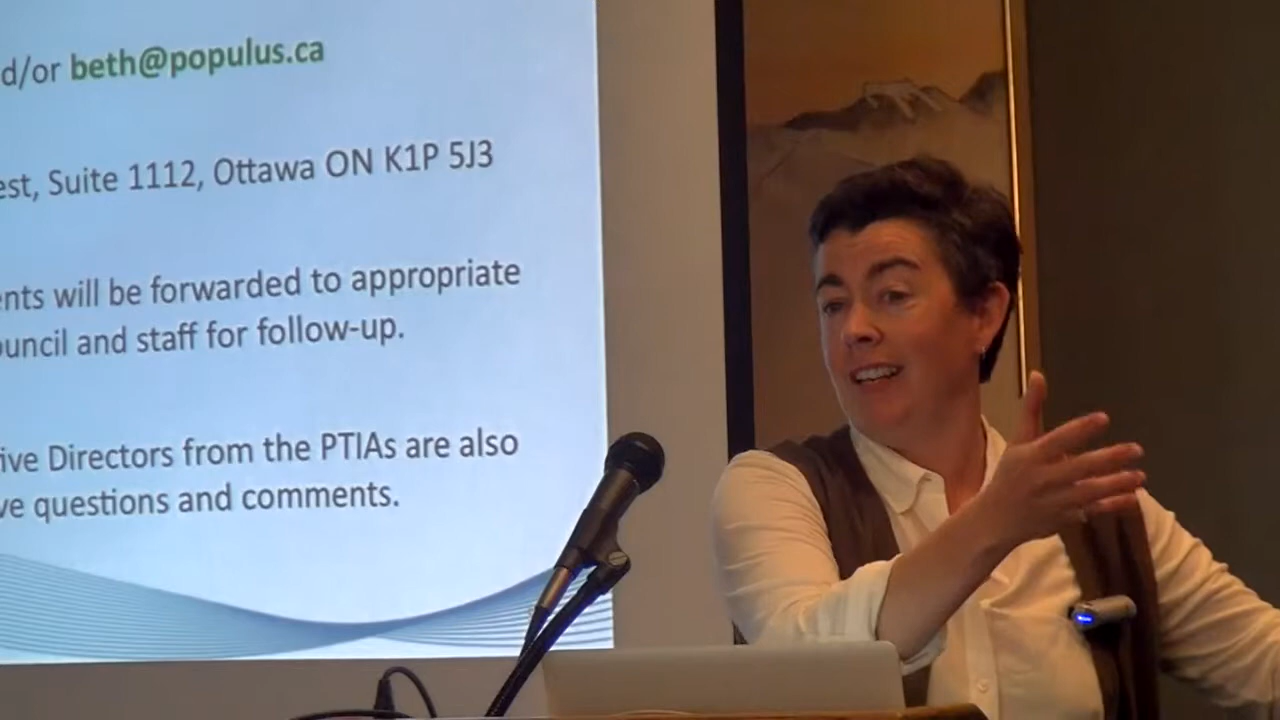 d/or beth@populus.ca
est, Suite 1112, Ottawa ON K1P 5J3
ents will be forwarded to appropriate
ouncil and staff for follow-up.
ive Directors from the PTIAs are also
ve questions and comments.